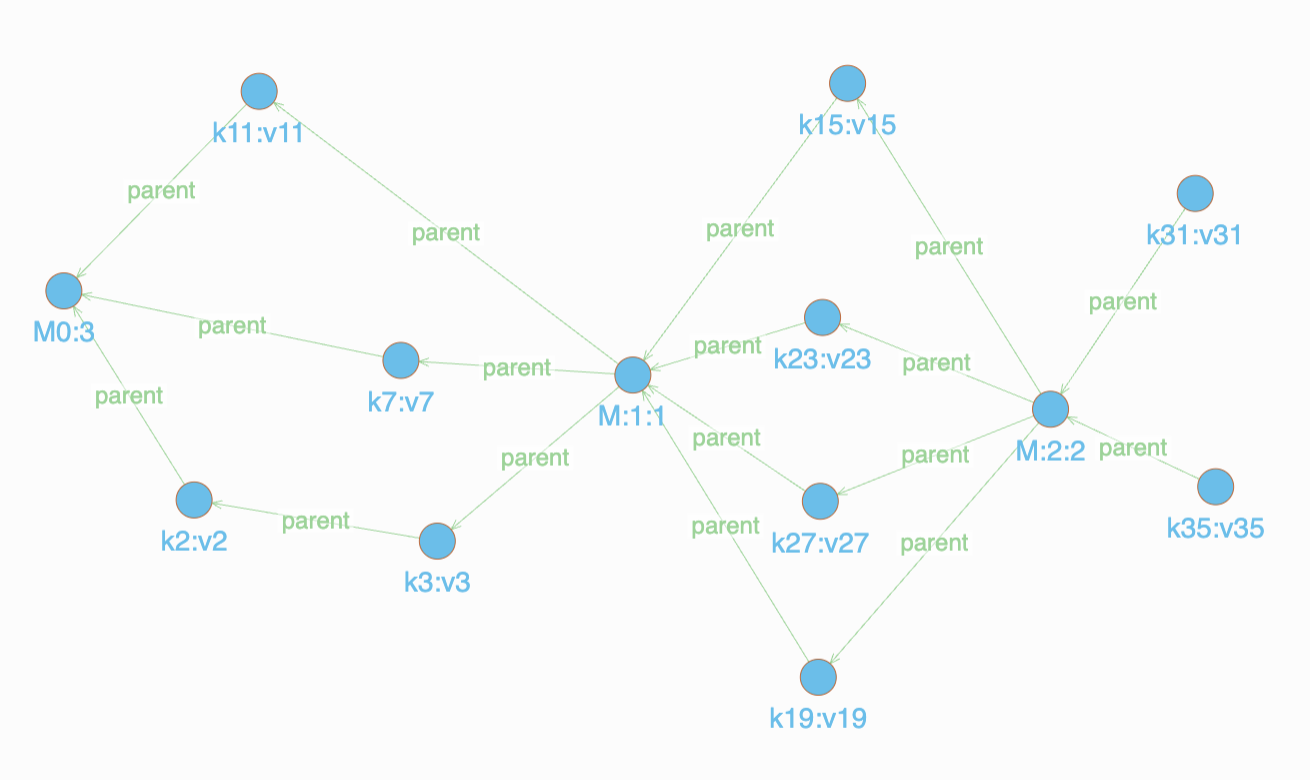 k11:v11
k15:v15
parent
k31:v31
parent
parent
parent
parent
M0:3
parent
parent
k23:v23
parent
parent
k7:v7
parent
M:1:1
parent
parent
parent
M:2:2
parent
parent
parent
parent
k2:v2
k3:v3
k27:v27
parent
k35:v35
k19:v19